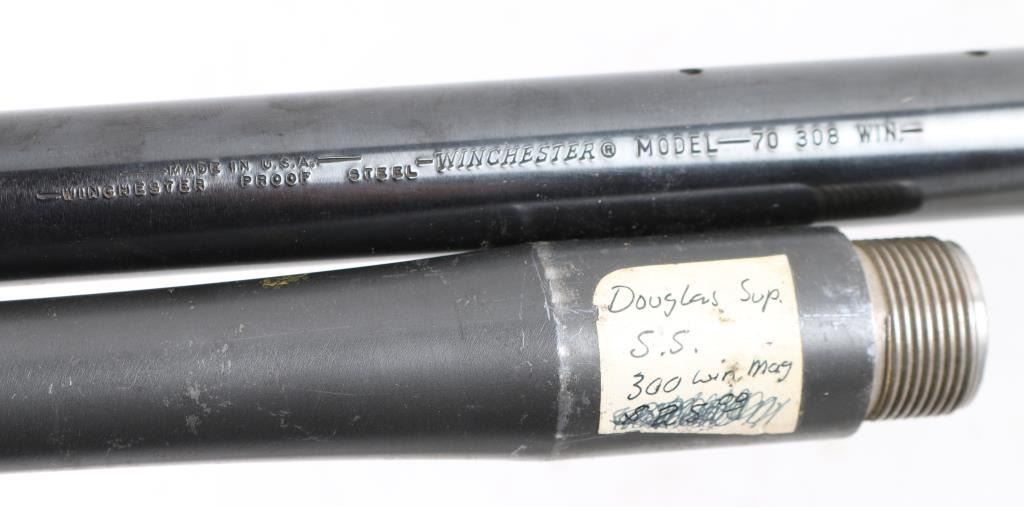 MADE IN U.S.A.—
—WINCHESTER PROOF STEEL-WINCHESTER® MODEL—70 308 WIN.—
Douglas Sup.
S.S.
300 Win. Mag